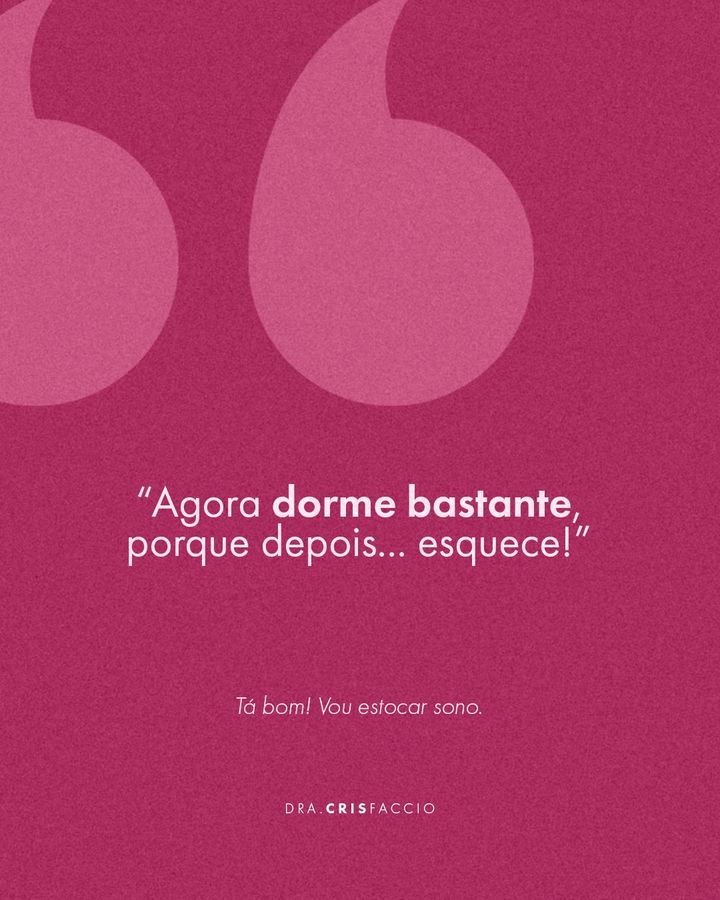 “Agora dorme bastante,
porque depois... esquece!”
Tá bom! Vou estocar sono.
DRA.CRISFACCIO